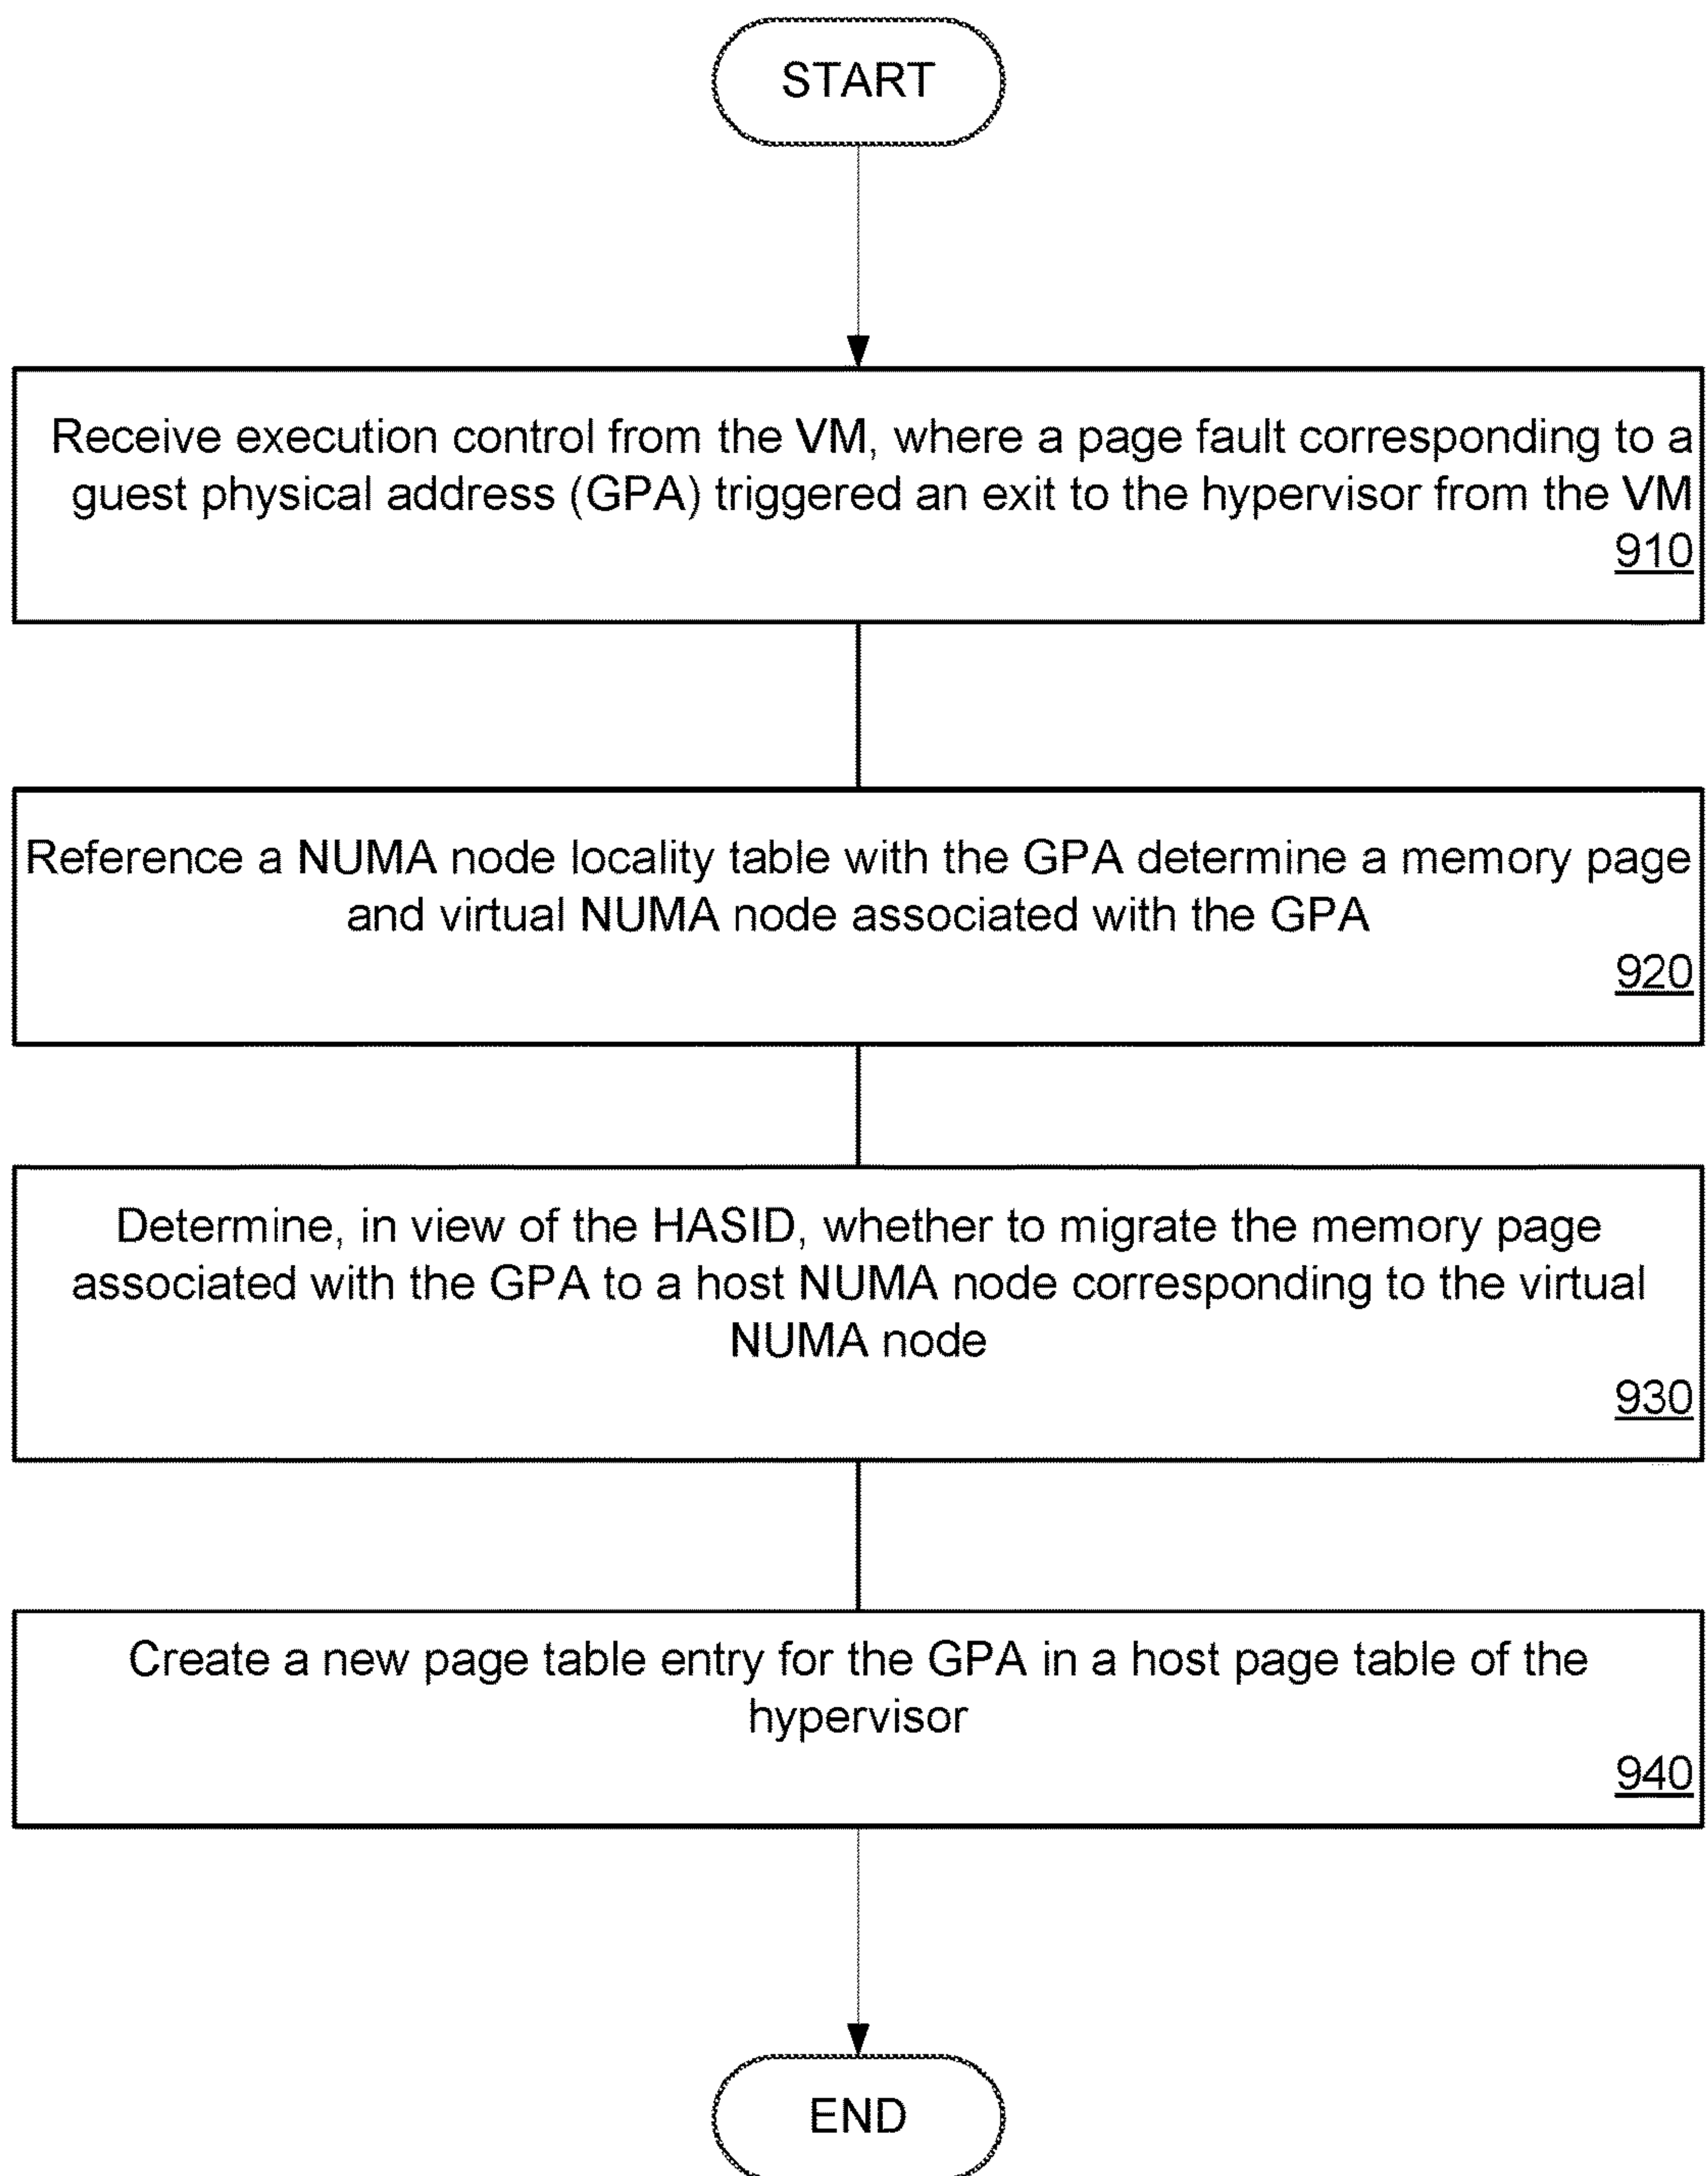 START
Receive execution control from the VM, where a page fault corresponding to a
guest physical address (GPA) triggered an exit to the hypervisor from the VM
910
Reference a NUMA node locality table with the GPA determine a memory page
and virtual NUMA node associated with the GPA
920
Determine, in view of the HASID, whether to migrate the memory page
associated with the GPA to a host NUMA node corresponding to the virtual
NUMA node
930
Create a new page table entry for the GPA in a host page table of the
hypervisor
940
END